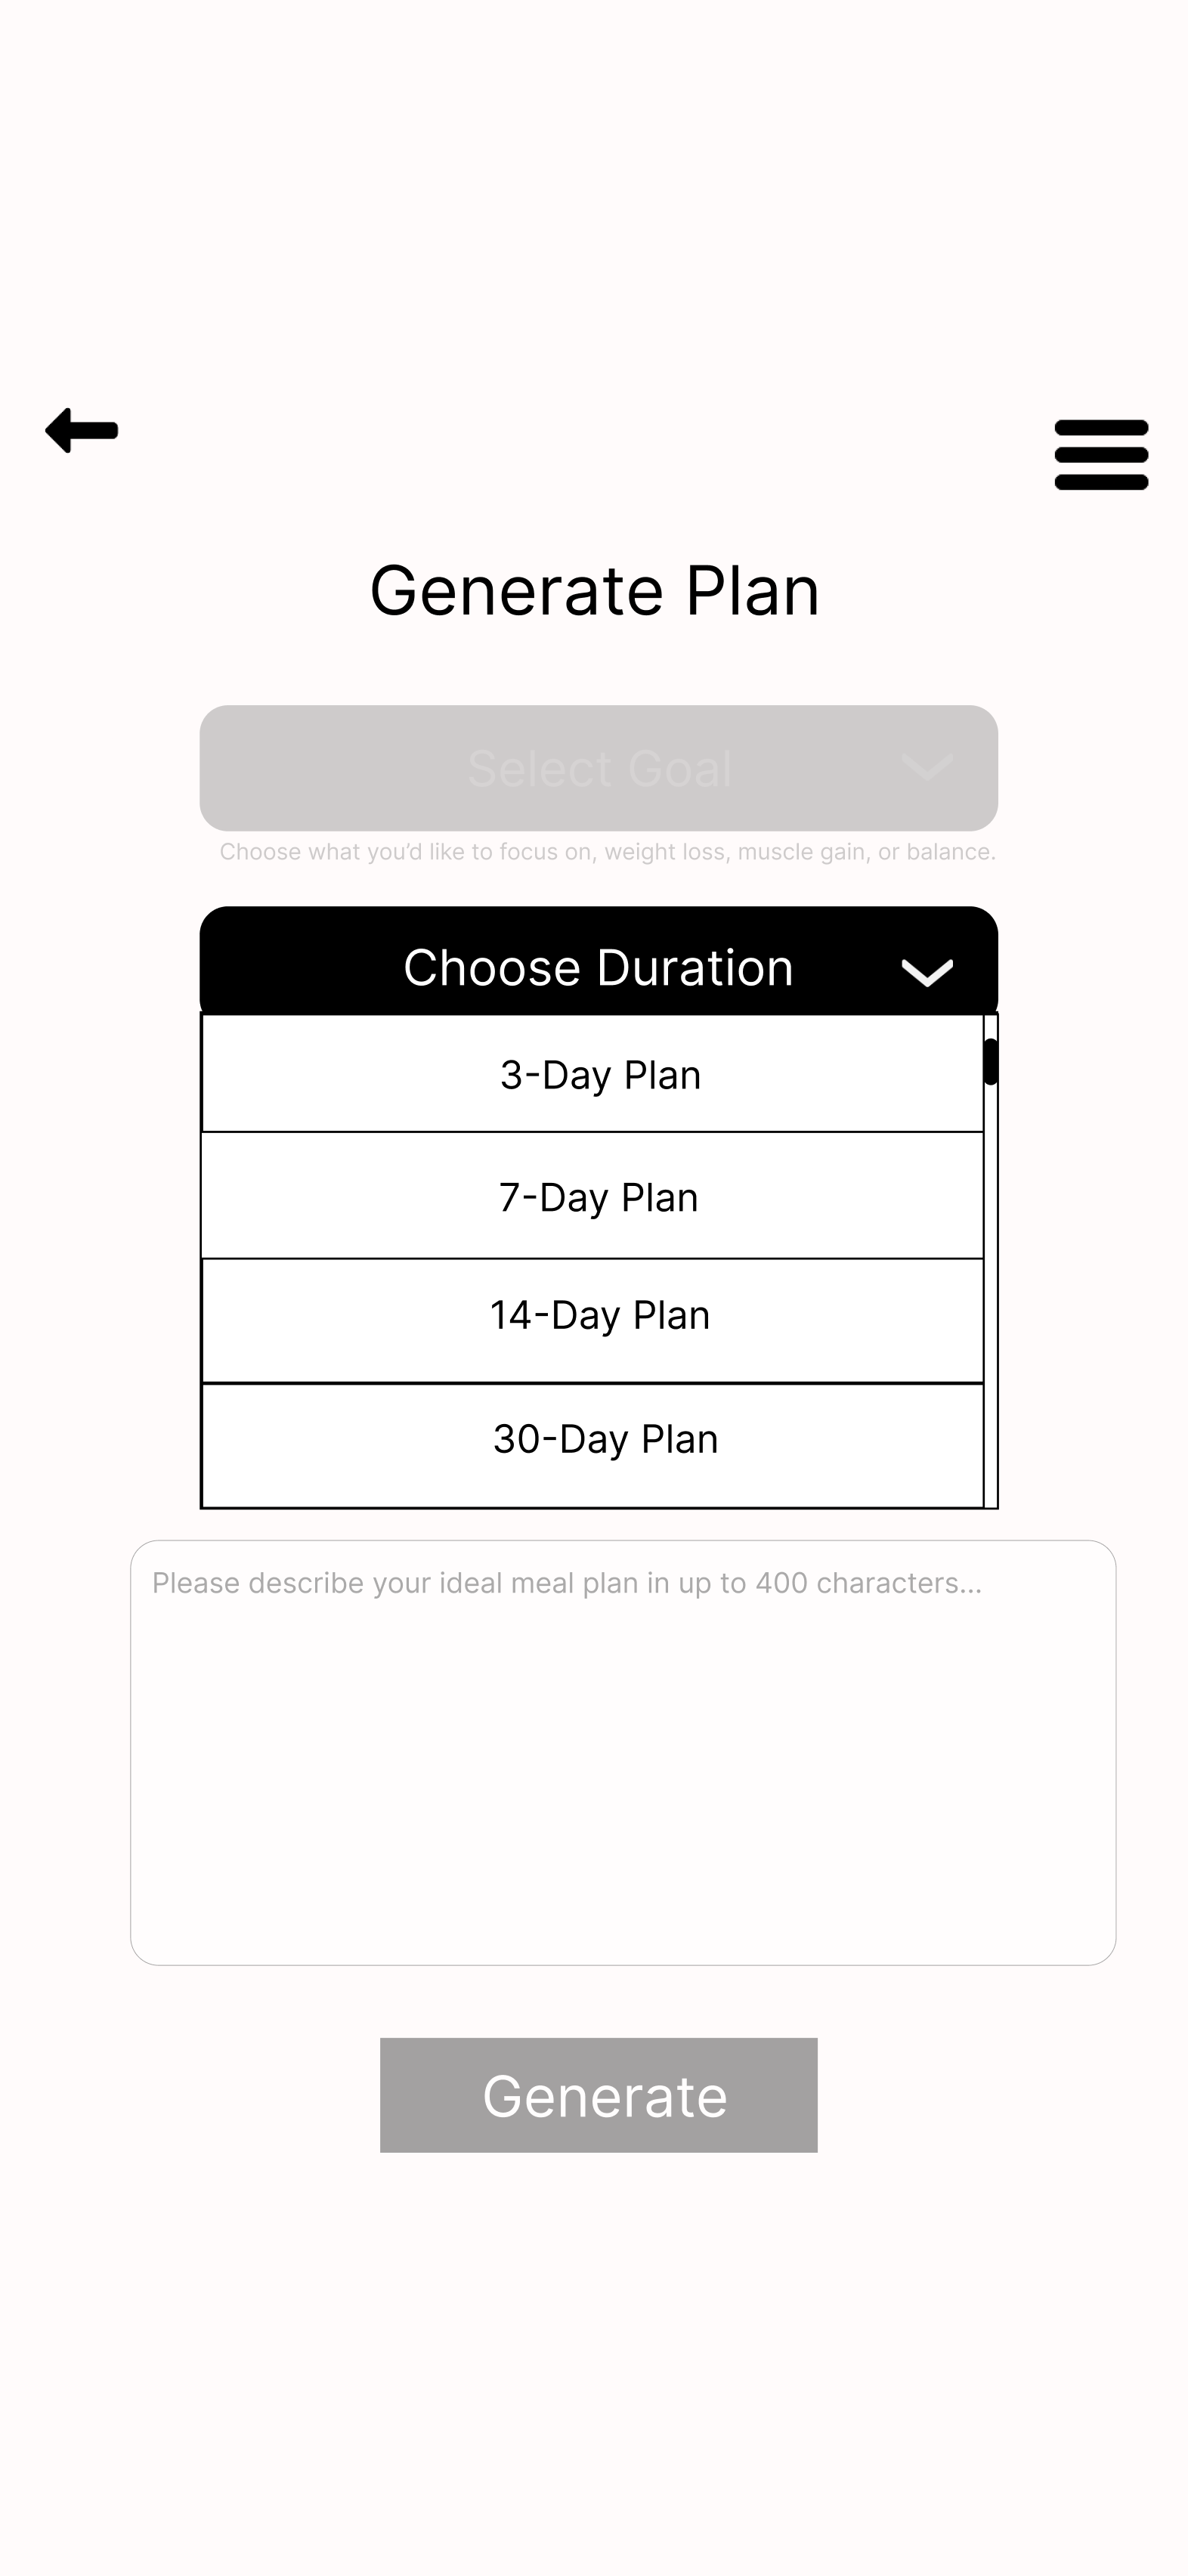 Generate Plan
Select Goal
Choose what you’d like to focus on, weight loss, muscle gain, or balance.
Choose Duration
3-Day Plan
7-Day Plan
14-Day Plan
30-Day Plan
Please describe your ideal meal plan in up to 400 characters...
Generate